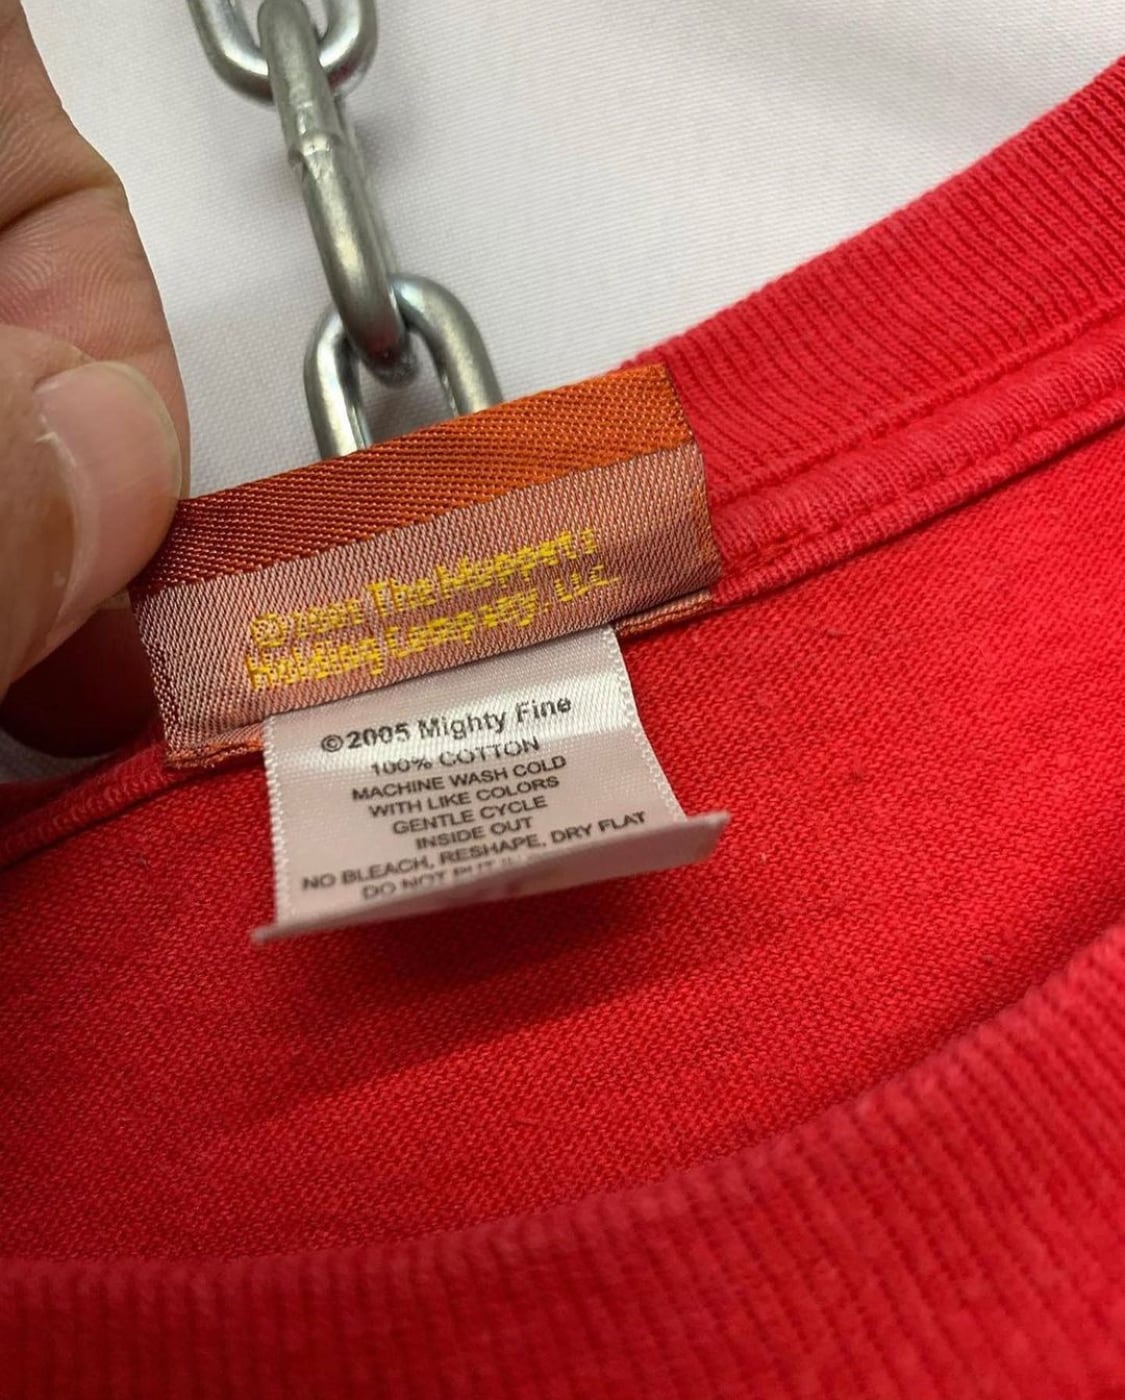 The Muppets
Holding Company, LLC
©2005 Mighty Fine
100% COTTON
MACHINE WASH COLD
WITH LIKE COLORS
GENTLE CYCLE
INSIDE OUT
NO BLEACH, RESHAPE, DRY FLAT
DO NOT PUT IN